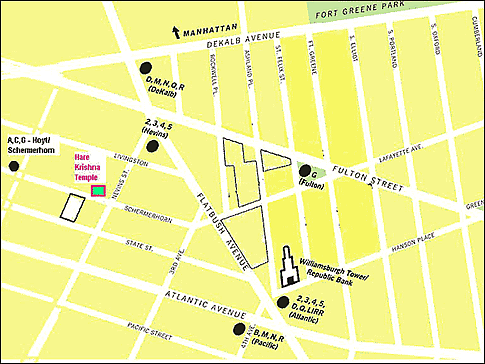 FORT GREENE PARK
MANHATTAN
DEKALB AVENUE
ROCKWELL PL.
ASHLAND PL.
ST. FELIX ST.
FT. GREENE
S. ELLIOT
S. PORTLAND
S. OXFORD
CUMBERLAND
D, M, N, Q, R
(DeKalb)
2, 3, 4, 5
(Nevins)
A,C,G - Hoyt/
Schermerhorn
Hare
Krishna
Temple
LIVINGSTON
NEVINS ST.
LAFAYETTE AVE.
G
(Fulton)
FULTON STREET
GREENE
SCHERMERHORN
FLATBUSH AVENUE
STATE ST.
3RD AVE.
HANSON PLACE
Williamsburgh Tower/
Republic Bank
ATLANTIC AVENUE
2, 3, 4, 5,
D, Q, LIRR
(Atlantic)
PACIFIC STREET
4TH AVE.
B, M, N, R
(Pacific)